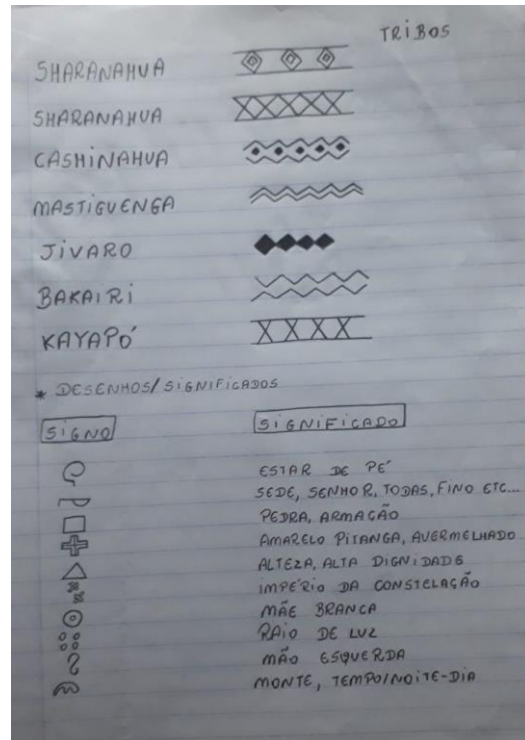 TRIBOS
SHARANAHUA
SHARANAHUA
CASHINAHUA
MASTIGUENGA
JIVARO
BAKAIRI
KAYAPÓ
* DESENHOS/SIGNIFICADOS
SIGNO SIGNIFICADO
ESTAR DE PÉ
SEDE, SENHOR, TODAS, FINO ETC...
PEDRA, ARMAÇÃO
AMARELO PITANGA, AVERMELHADO
ALTEZA, ALTA DIGNIDADE
IMPÉRIO DA CONSTELAÇÃO
MÃE BRANCA
RAIO DE LUZ
MÃO ESQUERDA
MONTE, TEMPO/NOITE-DIA